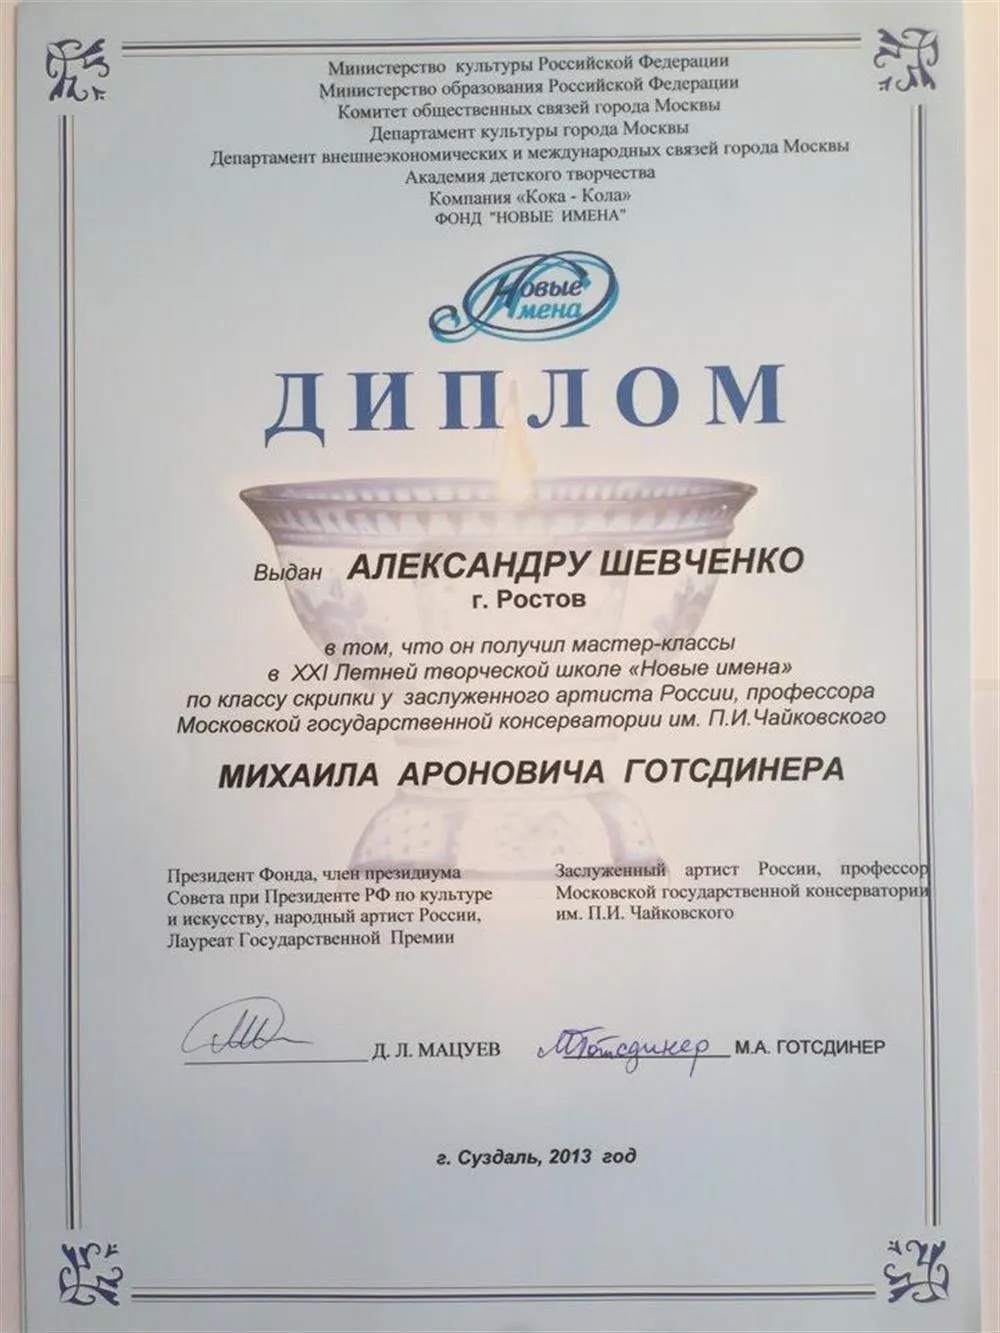 Министерство культуры Российской Федерации
Министерство образования Российской Федерации
Комитет общественных связей города Москвы
Департамент культуры города Москвы
Департамент внешнеэкономических и международных связей города Москвы
Академия детского творчества
Компания «Кока - Кола»
ФОНД "НОВЫЕ ИМЕНА"
Новые
Имена
ДИПЛОМ
Выдан АЛЕКСАНДРУ ШЕВЧЕНКО
г. Ростов
в том, что он получил мастер-классы
в XXI Летней творческой школе «Новые имена»
по классу скрипки у заслуженного артиста России, профессора
Московской государственной консерватории им. П.И.Чайковского
МИХАИЛА АРОНОВИЧА ГОТСДИНЕРА
Президент Фонда, член президиума
Совета при Президенте РФ по культуре
и искусству, народный артист России,
Лауреат Государственной Премии
Заслуженный артист России, профессор
Московской государственной консерватории
им. П.И. Чайковского
Д. Л. МАЦУЕВ
МГотсдинер М.А. ГОТСДИНЕР
г. Суздаль, 2013 год